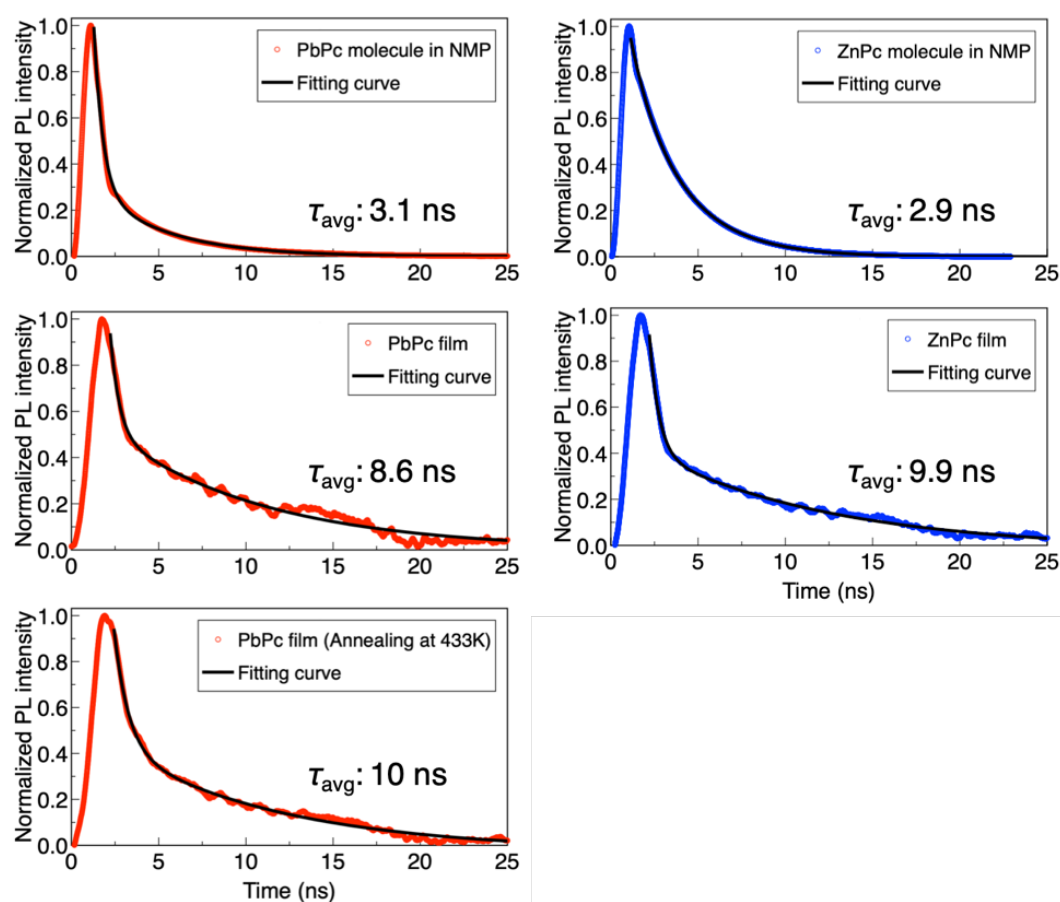 Normalized PL intensity
1.0
0.8
0.6
0.4
0.2
0.0
PbPc molecule in NMP
Fitting curve
τavg: 3.1 ns
0 5 10 15 20 25
Normalized PL intensity
1.0
0.8
0.6
0.4
0.2
0.0
ZnPc molecule in NMP
Fitting curve
τavg: 2.9 ns
0 5 10 15 20 25
Normalized PL intensity
1.0
0.8
0.6
0.4
0.2
0.0
PbPc film
Fitting curve
τavg: 8.6 ns
0 5 10 15 20 25
Normalized PL intensity
1.0
0.8
0.6
0.4
0.2
0.0
ZnPc film
Fitting curve
τavg: 9.9 ns
0 5 10 15 20 25
Time (ns)
Normalized PL intensity
1.0
0.8
0.6
0.4
0.2
0.0
PbPc film (Annealing at 433K)
Fitting curve
τavg: 10 ns
0 5 10 15 20 25
Time (ns)